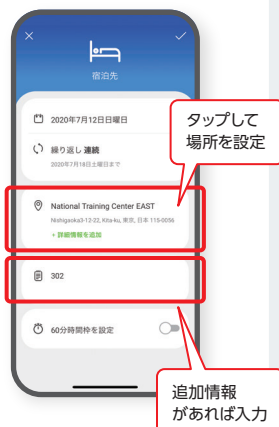 宿泊先
2020年7月12日日曜日
タップして
場所を設定
繰り返し 連続
2020年7月18日土曜日まで
National Training Center EAST
Nishigaoka3-12-22, Kita-ku, 東京, 日本 115-0056
+ 詳細情報を追加
302
60分時間枠を設定
追加情報
があれば入力